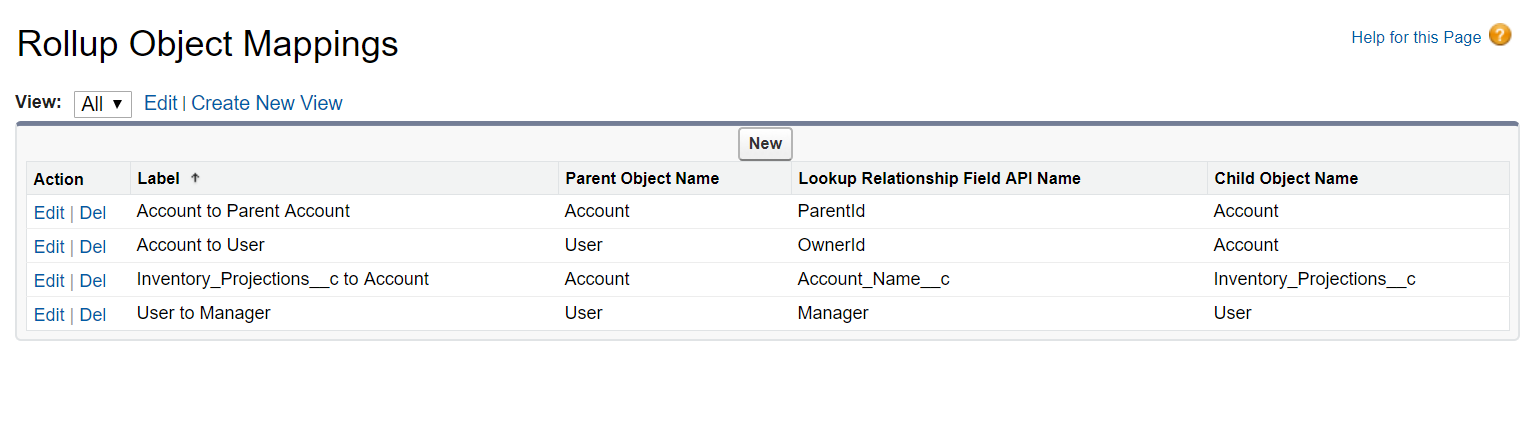 Rollup Object Mappings
Help for this Page ?
View: All ▼ Edit | Create New View
New
Action Label ↑ Parent Object Name Lookup Relationship Field API Name Child Object Name
Edit | Del Account to Parent Account Account ParentId Account
Edit | Del Account to User User OwnerId Account
Edit | Del Inventory_Projections__c to Account Account Account_Name__c Inventory_Projections__c
Edit | Del User to Manager User Manager User